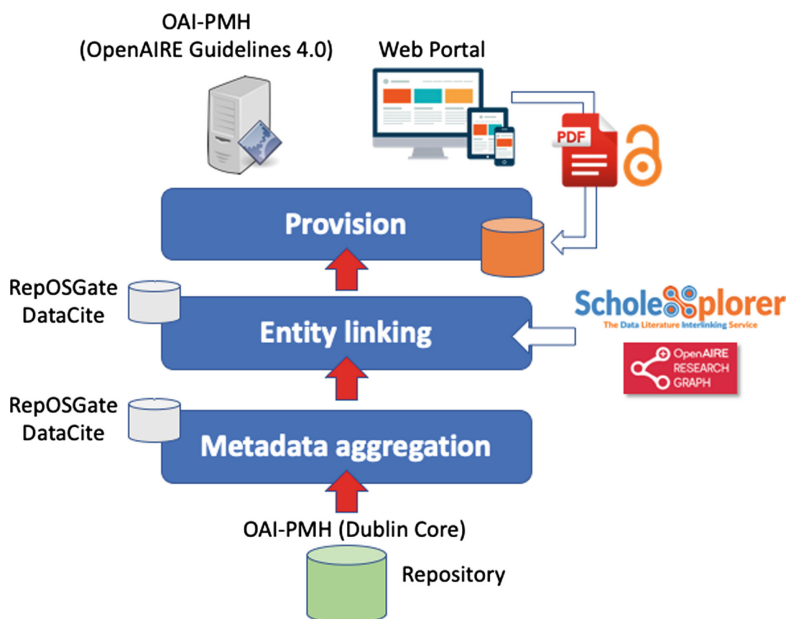 OAI-PMH
(OpenAIRE Guidelines 4.0)
Web Portal
PDF
Provision
RepOSGate
DataCite
Entity linking
ScholeXplorer
The Data Literature Interlinking Service
OpenAIRE
RESEARCH
GRAPH
RepOSGate
DataCite
Metadata aggregation
OAI-PMH (Dublin Core)
Repository